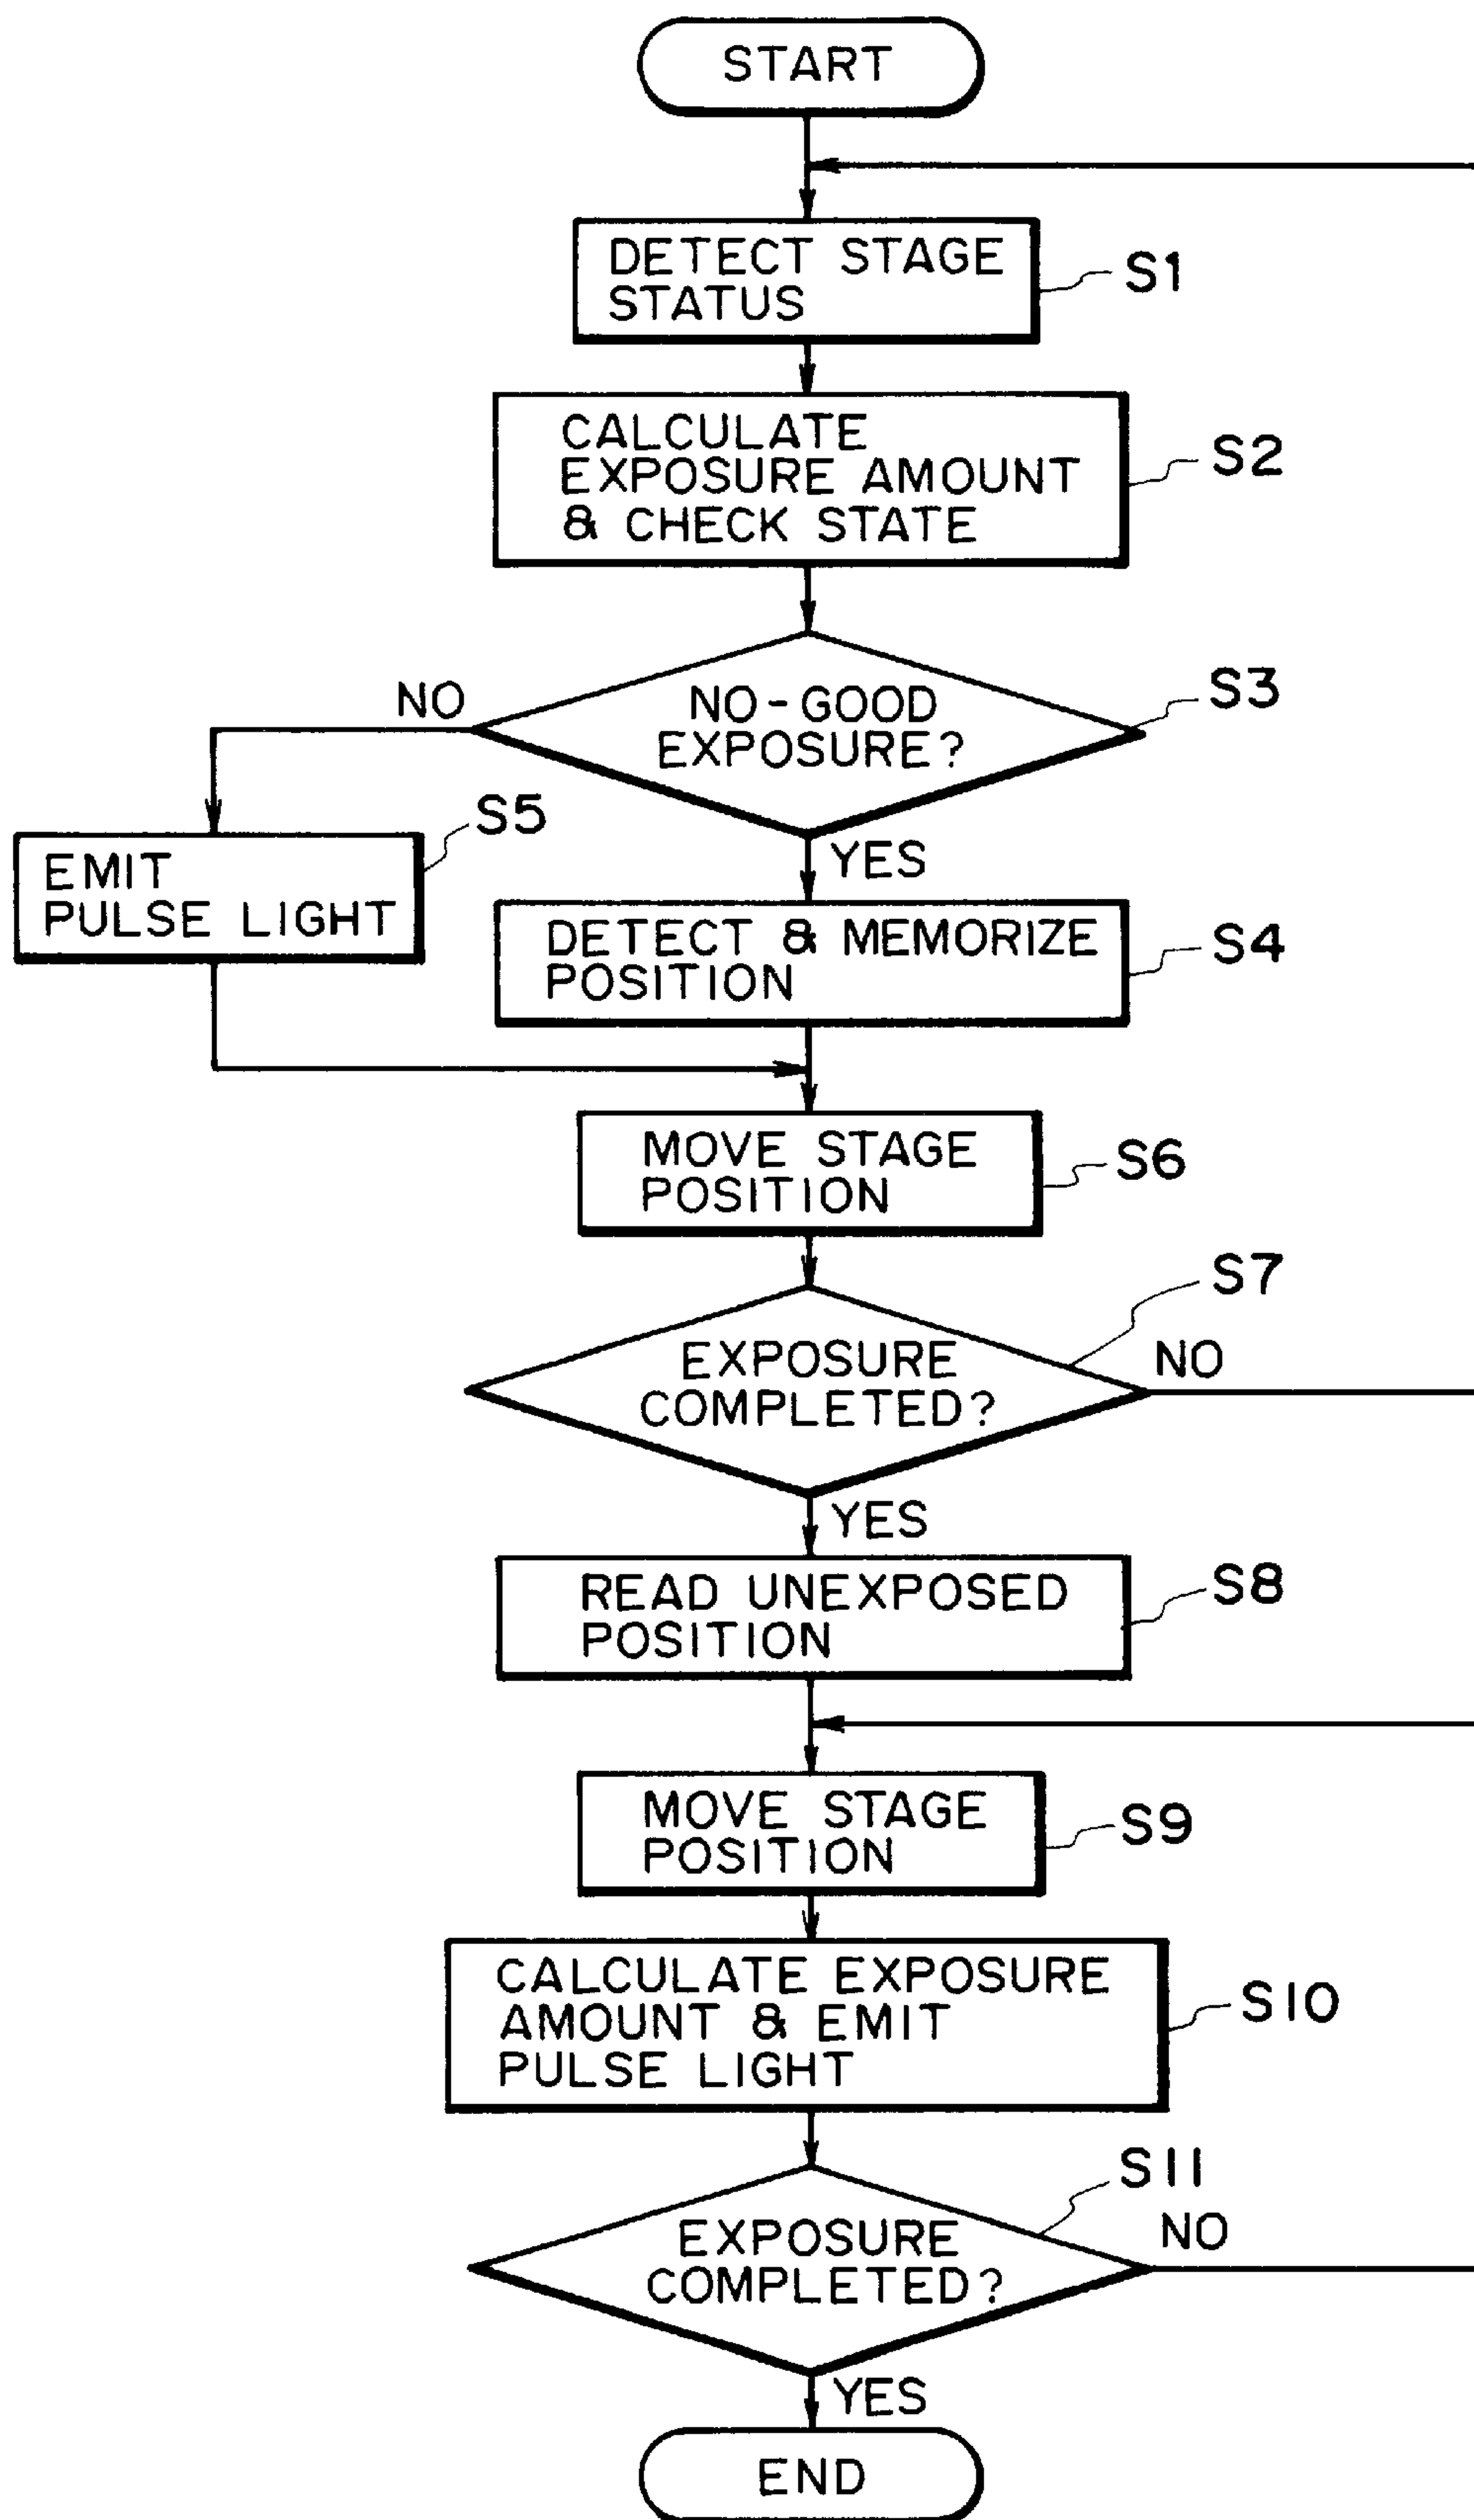 START
DETECT STAGE
STATUS
S1
CALCULATE
EXPOSURE AMOUNT
& CHECK STATE
S2
NO
NO-GOOD
EXPOSURE?
S3
S5
EMIT
PULSE LIGHT
YES
DETECT & MEMORIZE
POSITION
S4
MOVE STAGE
POSITION
S6
S7
EXPOSURE
COMPLETED?
NO
YES
READ UNEXPOSED
POSITION
S8
MOVE STAGE
POSITION
S9
CALCULATE EXPOSURE
AMOUNT & EMIT
PULSE LIGHT
S10
S11
EXPOSURE
COMPLETED?
NO
YES
END